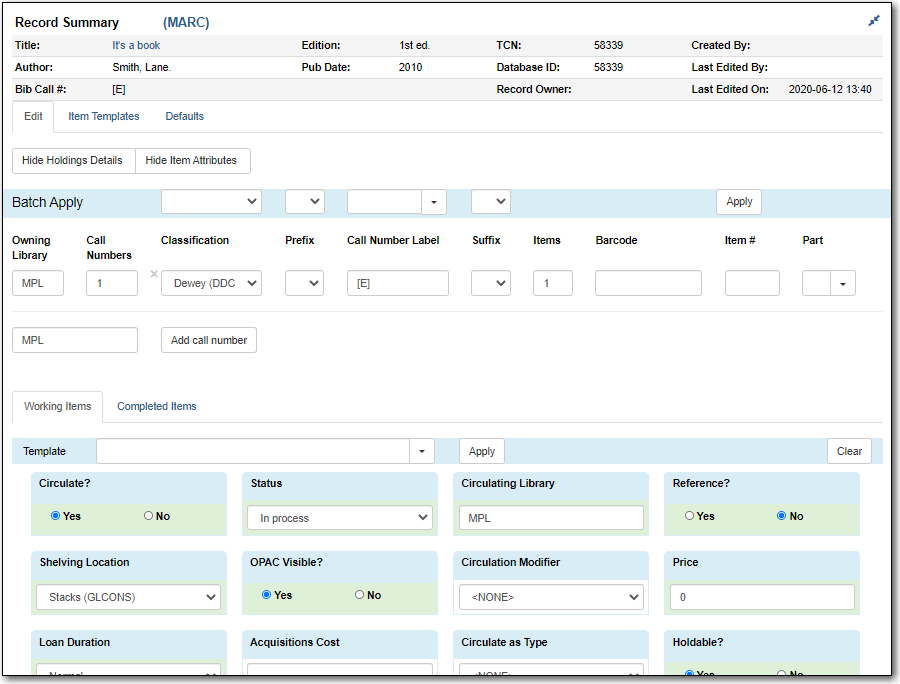 Record Summary (MARC)
Title: It's a book Edition: 1st ed. TCN: 58339 Created By:
Author: Smith, Lane. Pub Date: 2010 Database ID: 58339 Last Edited By:
Bib Call #: [E] Record Owner: Last Edited On: 2020-06-12 13:40
Edit Item Templates Defaults
Hide Holdings Details Hide Item Attributes
Batch Apply Apply
Owning Library Call Numbers Classification Prefix Call Number Label Suffix Items Barcode Item # Part
MPL 1 × Dewey (DDC [E] 1
MPL Add call number
Working Items Completed Items
Template Apply Clear
Circulate? Status Circulating Library Reference?
Yes No In process MPL Yes No
Shelving Location OPAC Visible? Circulation Modifier Price
Stacks (GLCONS) Yes No <NONE> 0
Loan Duration Acquisitions Cost Circulate as Type Holdable?
Normal <NONE> Yes No